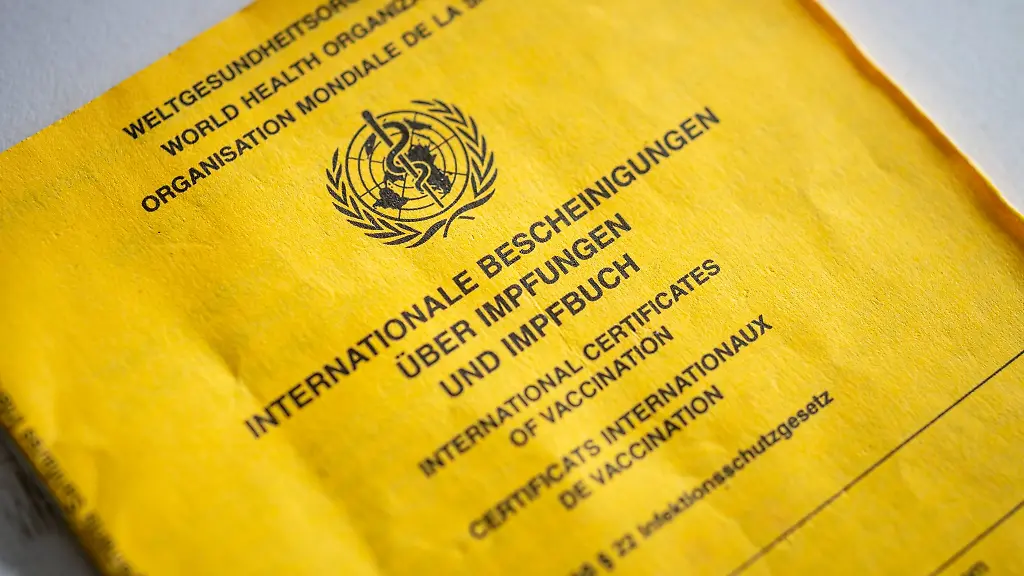 WELTGESUNDHEITSORG
WORLD HEALTH ORGANIZA
ORGANISATION MONDIALE DE LA S
INTERNATIONALE BESCHEINIGUNGEN
ÜBER IMPFUNGEN
UND IMPFBUCH
INTERNATIONAL CERTIFICATES
OF VACCINATION
CERTIFICATS INTERNATIONAUX
DE VACCINATION
§ 22 Infektionsschutzgesetz